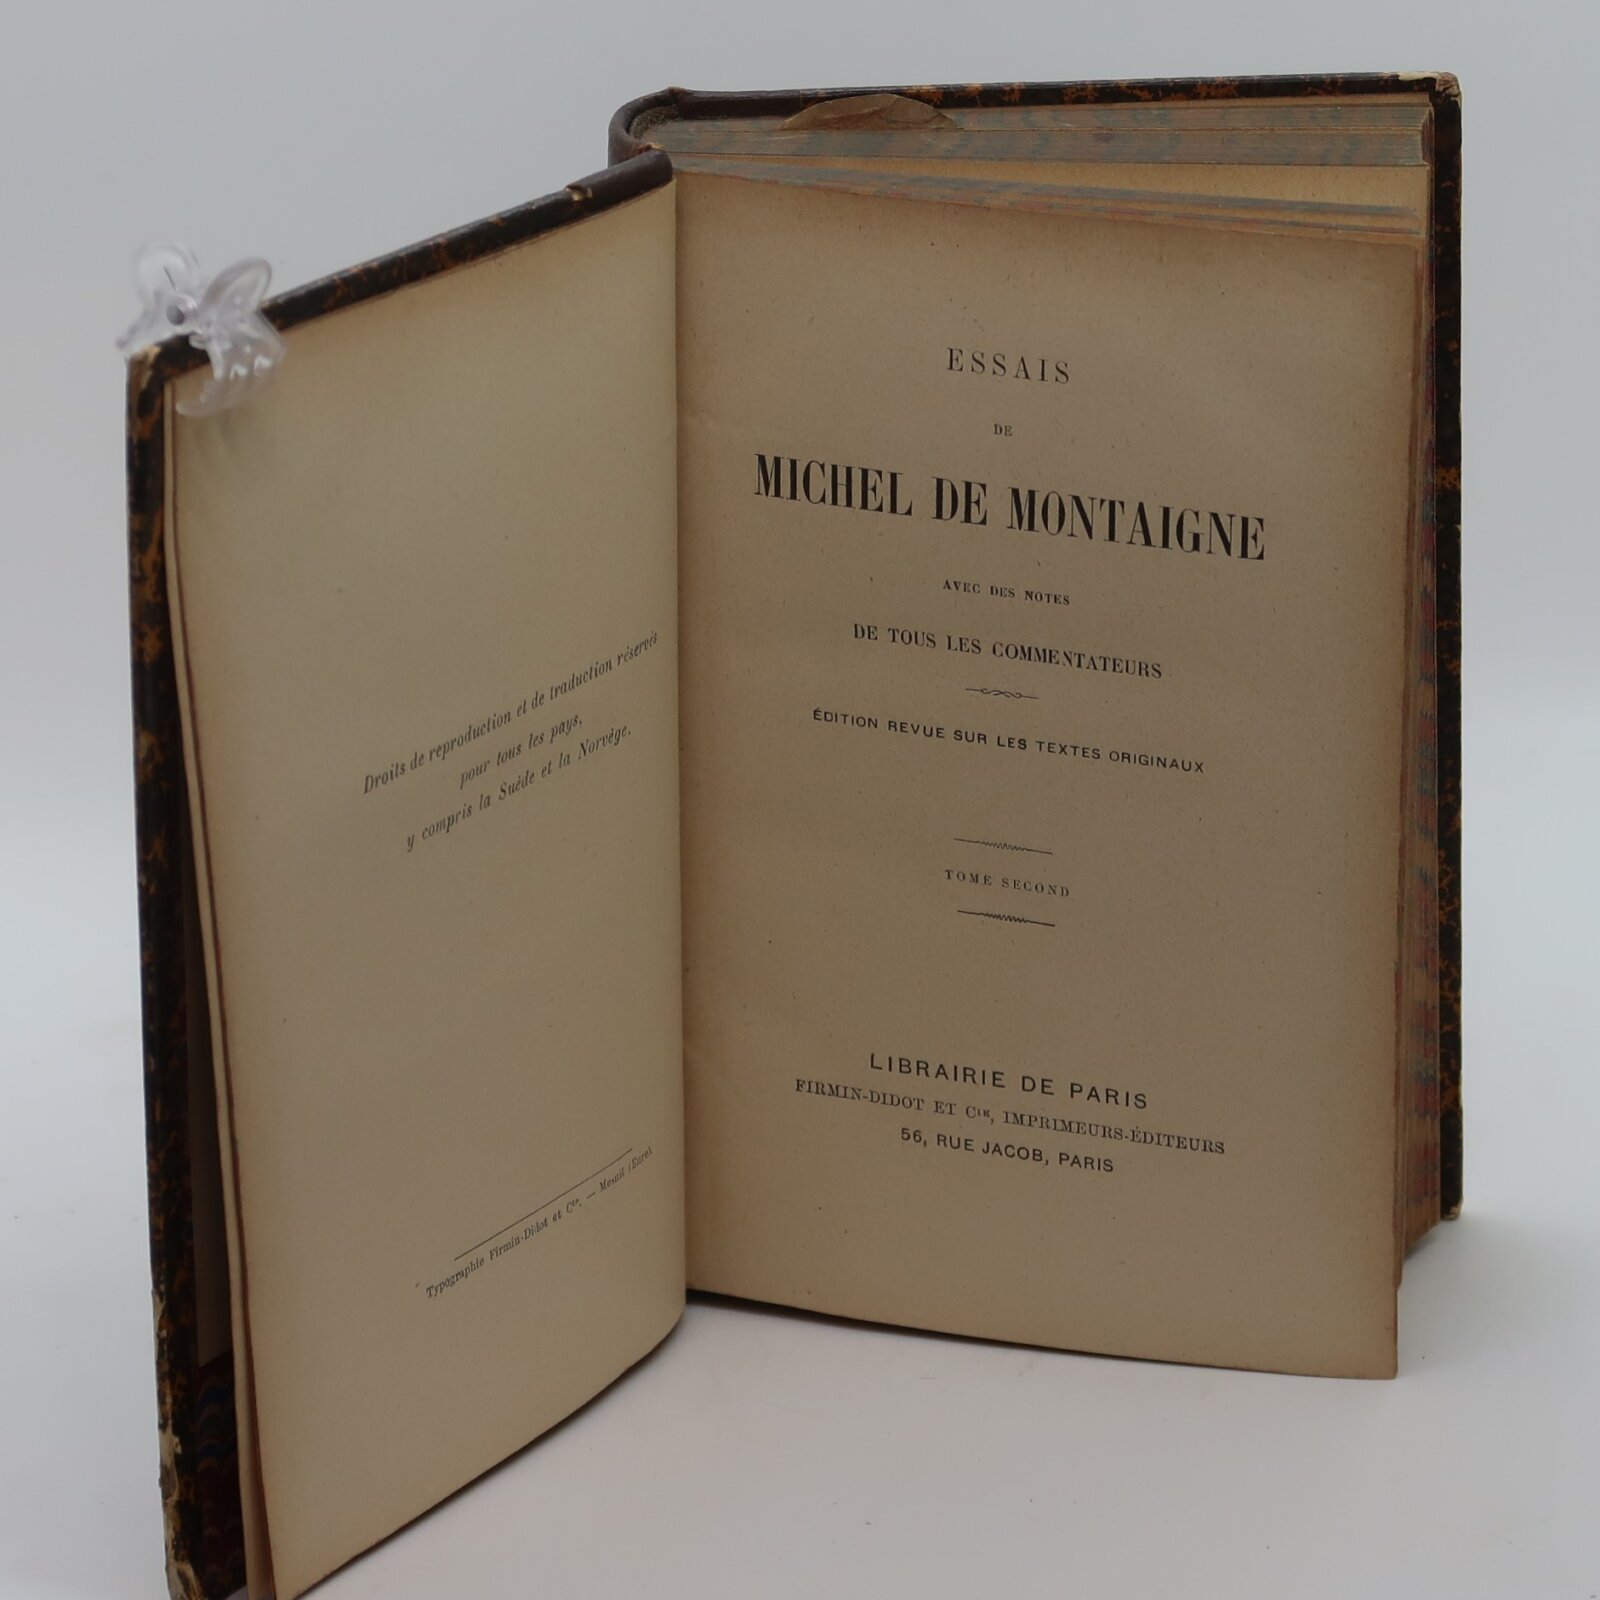 Droits de reproduction et de traduction réservés
pour tous les pays,
y compris la Suède et la Norvége.
Typographie Firmin-Didot et Cie. — Mesnil (Eure).
ESSAIS
DE
MICHEL DE MONTAIGNE
AVEC DES NOTES
DE TOUS LES COMMENTATEURS
ÉDITION REVUE SUR LES TEXTES ORIGINAUX
TOME SECOND
LIBRAIRIE DE PARIS
FIRMIN-DIDOT ET CIE, IMPRIMEURS-ÉDITEURS
56, RUE JACOB, PARIS